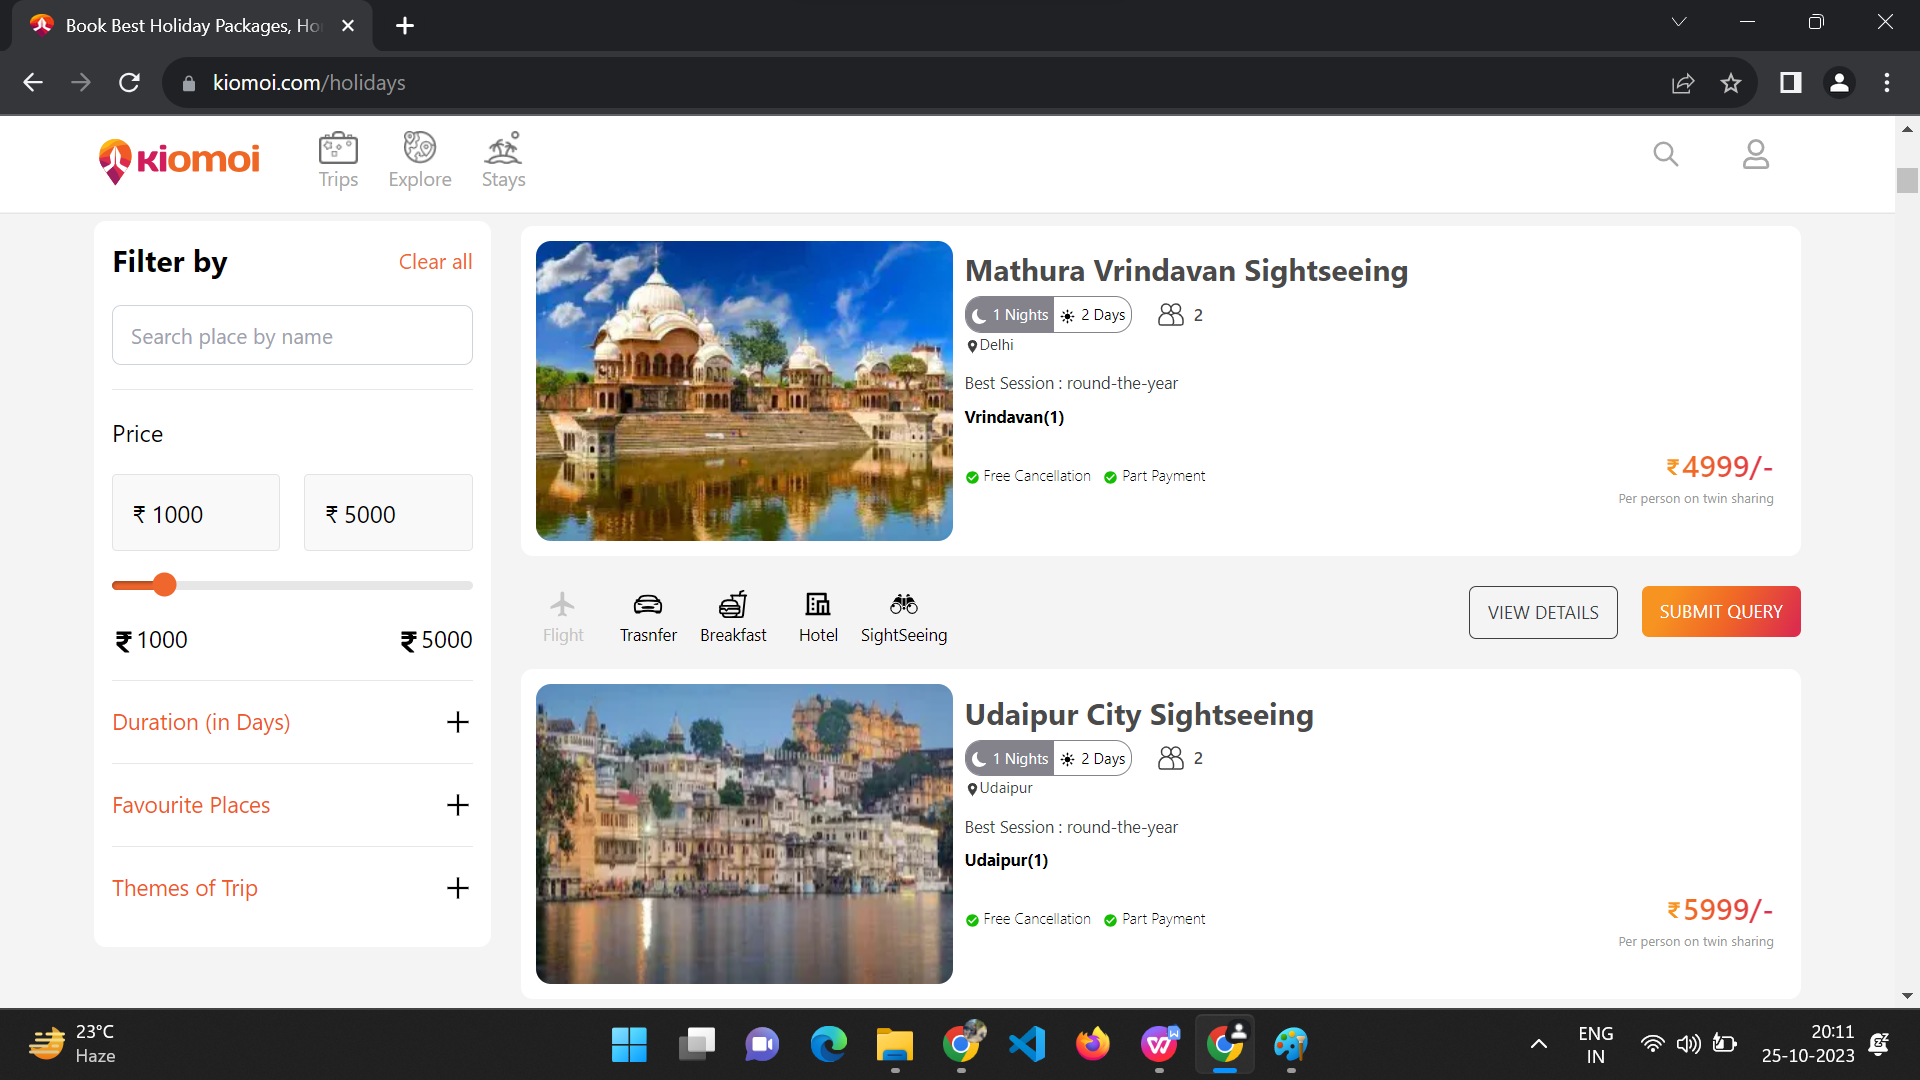 Book Best Holiday Packages, Ho
kiomoi.com/holidays
kiomoi
Trips
Explore
Stays
Filter by
Clear all
Search place by name
Price
₹ 1000
₹ 5000
₹1000
₹5000
Duration (in Days)
Favourite Places
Themes of Trip
Mathura Vrindavan Sightseeing
1 Nights
2 Days
2
Delhi
Best Session : round-the-year
Vrindavan(1)
Free Cancellation
Part Payment
₹4999/-
Per person on twin sharing
Flight
Trasnfer
Breakfast
Hotel
SightSeeing
VIEW DETAILS
SUBMIT QUERY
Udaipur City Sightseeing
1 Nights
2 Days
2
Udaipur
Best Session : round-the-year
Udaipur(1)
Free Cancellation
Part Payment
₹5999/-
Per person on twin sharing
23°C
Haze
ENG
IN
20:11
25-10-2023